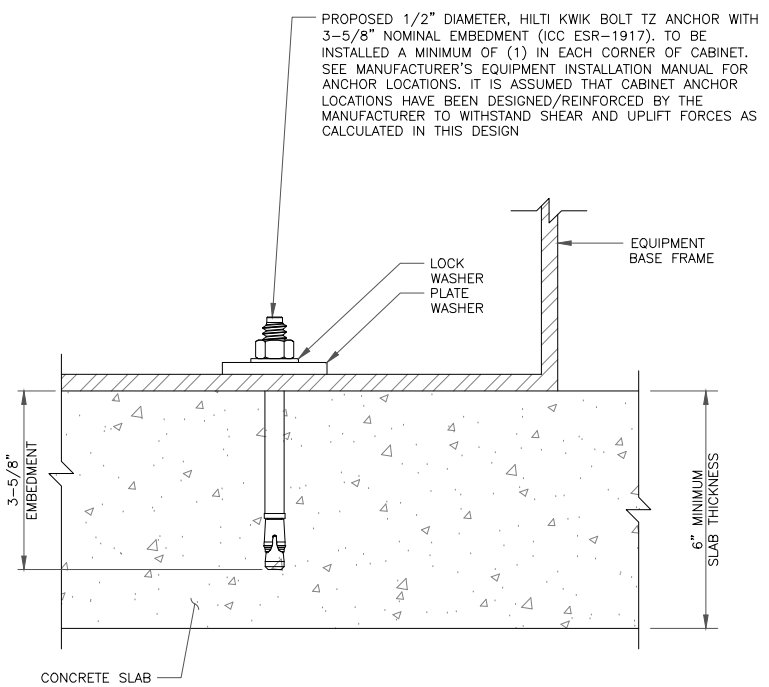 PROPOSED 1/2" DIAMETER, HILTI KWIK BOLT TZ ANCHOR WITH
3-5/8" NOMINAL EMBEDMENT (ICC ESR-1917). TO BE
INSTALLED A MINIMUM OF (1) IN EACH CORNER OF CABINET.
SEE MANUFACTURER'S EQUIPMENT INSTALLATION MANUAL FOR
ANCHOR LOCATIONS. IT IS ASSUMED THAT CABINET ANCHOR
LOCATIONS HAVE BEEN DESIGNED/REINFORCED BY THE
MANUFACTURER TO WITHSTAND SHEAR AND UPLIFT FORCES AS
CALCULATED IN THIS DESIGN
EQUIPMENT
BASE FRAME
LOCK
WASHER
PLATE
WASHER
3-5/8"
EMBEDMENT
6" MINIMUM
SLAB THICKNESS
CONCRETE SLAB